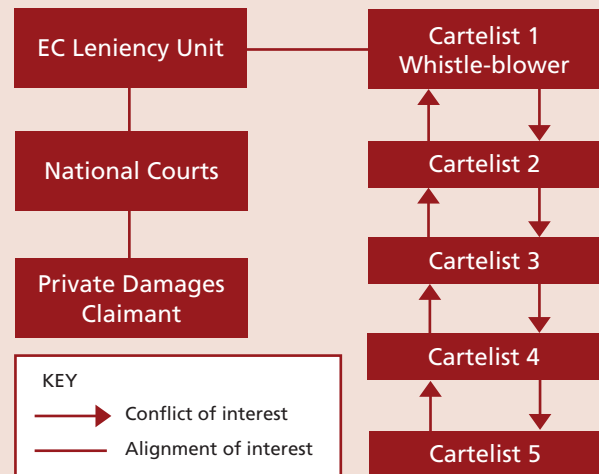 EC Leniency Unit
National Courts
Private Damages
Claimant
Cartelist 1
Whistle-blower
Cartelist 2
Cartelist 3
Cartelist 4
Cartelist 5
KEY
Conflict of interest
Alignment of interest